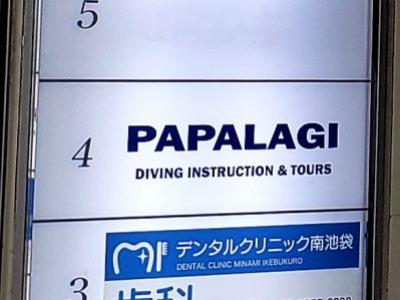 5
4
PAPALAGI
DIVING INSTRUCTION & TOURS
デンタルクリニック南池袋
DENTAL CLINIC MINAMI IKEBUKURO
3
歯科